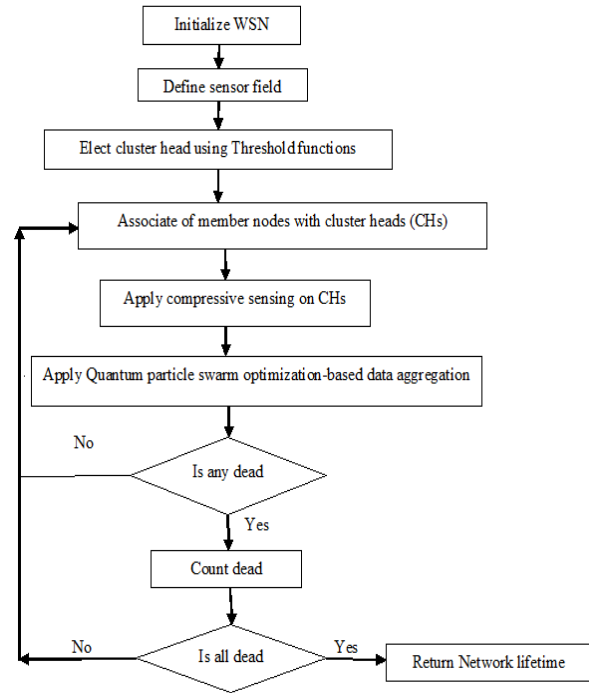 Initialize WSN
Define sensor field
Elect cluster head using Threshold functions
Associate of member nodes with cluster heads (CHs)
Apply compressive sensing on CHs
Apply Quantum particle swarm optimization-based data aggregation
No
Is any dead
Yes
Count dead
No
Is all dead
Yes
Return Network lifetime